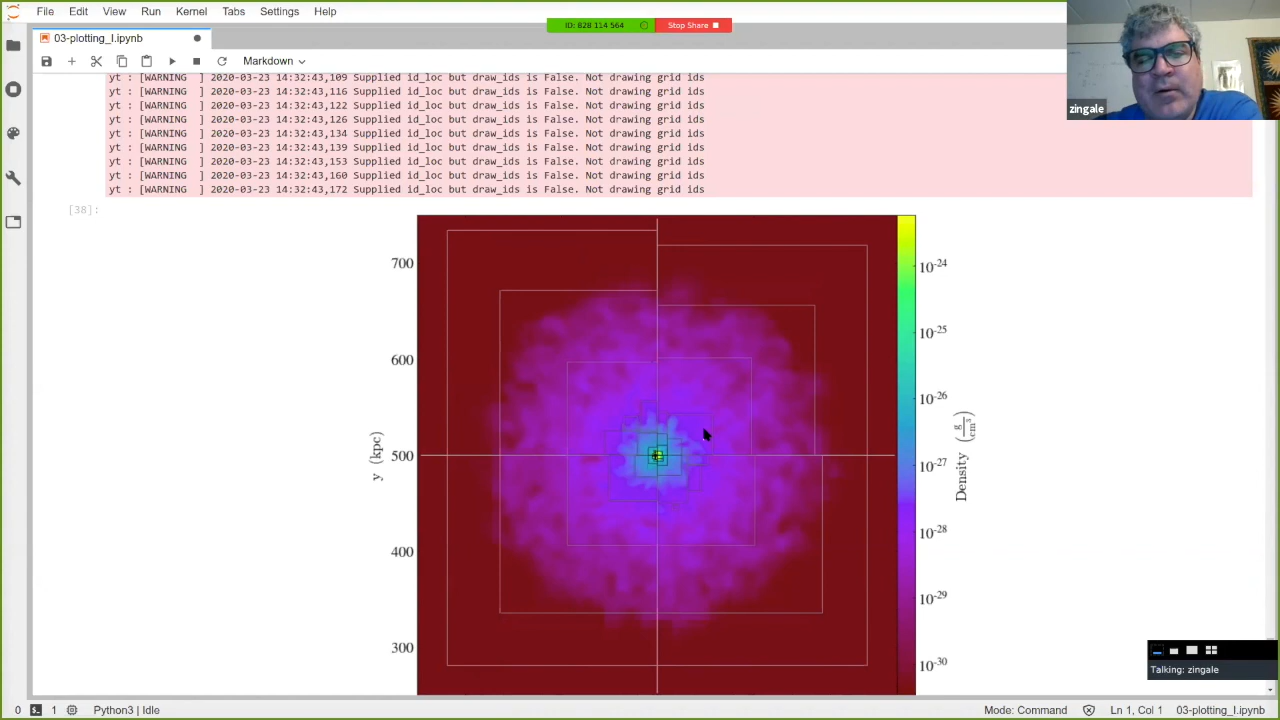 File Edit View Run Kernel Tabs Settings Help
ID: 828 114 564 Stop Share
03-plotting_I.ipynb
Markdown
zingale
yt : [WARNING ] 2020-03-23 14:32:43,109 Supplied id_loc but draw_ids is False. Not drawing grid ids
yt : [WARNING ] 2020-03-23 14:32:43,116 Supplied id_loc but draw_ids is False. Not drawing grid ids
yt : [WARNING ] 2020-03-23 14:32:43,122 Supplied id_loc but draw_ids is False. Not drawing grid ids
yt : [WARNING ] 2020-03-23 14:32:43,126 Supplied id_loc but draw_ids is False. Not drawing grid ids
yt : [WARNING ] 2020-03-23 14:32:43,134 Supplied id_loc but draw_ids is False. Not drawing grid ids
yt : [WARNING ] 2020-03-23 14:32:43,139 Supplied id_loc but draw_ids is False. Not drawing grid ids
yt : [WARNING ] 2020-03-23 14:32:43,153 Supplied id_loc but draw_ids is False. Not drawing grid ids
yt : [WARNING ] 2020-03-23 14:32:43,160 Supplied id_loc but draw_ids is False. Not drawing grid ids
yt : [WARNING ] 2020-03-23 14:32:43,172 Supplied id_loc but draw_ids is False. Not drawing grid ids
[38]:
700
600
500
400
300
y (kpc)
10⁻²⁴
10⁻²⁵
10⁻²⁶
10⁻²⁷
10⁻²⁸
10⁻²⁹
10⁻³⁰
Density (g/cm³)
Talking: zingale
0 1 Python3 | Idle Mode: Command Ln 1, Col 1 03-plotting_I.ipynb